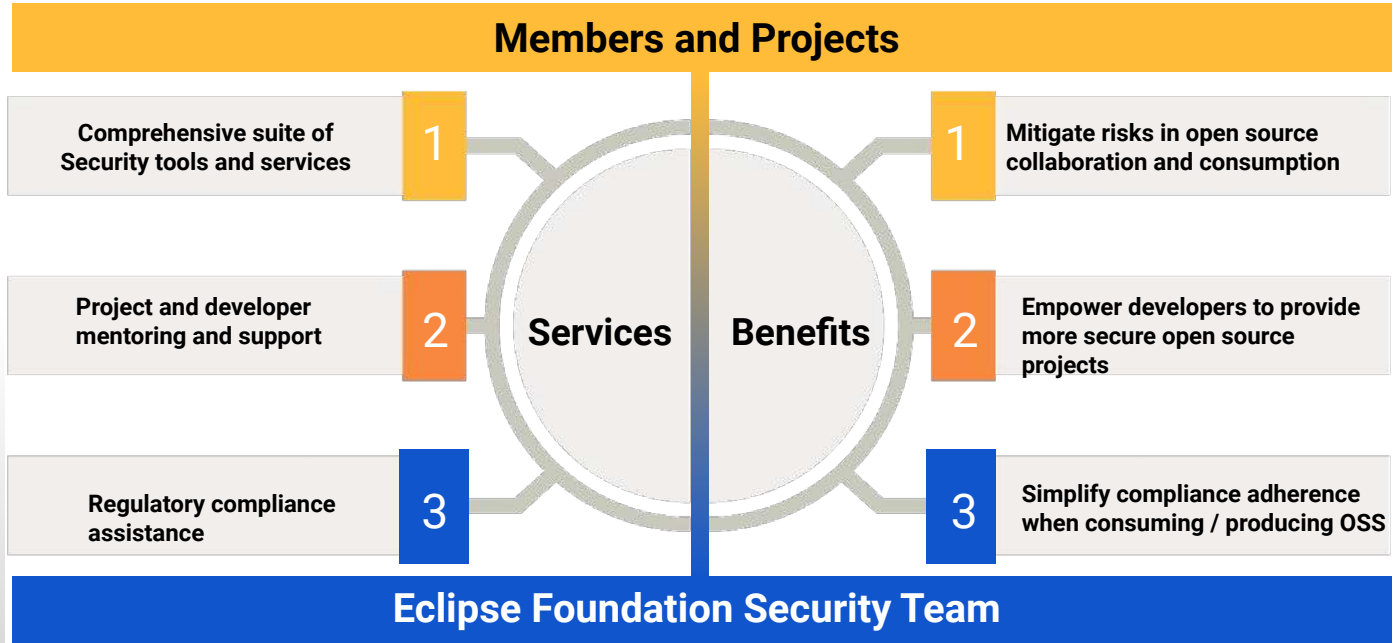 Members and Projects
Comprehensive suite of
Security tools and services
1
Project and developer
mentoring and support
2
Regulatory compliance
assistance
3
Services
Benefits
1
Mitigate risks in open source
collaboration and consumption
2
Empower developers to provide
more secure open source
projects
3
Simplify compliance adherence
when consuming / producing OSS
Eclipse Foundation Security Team